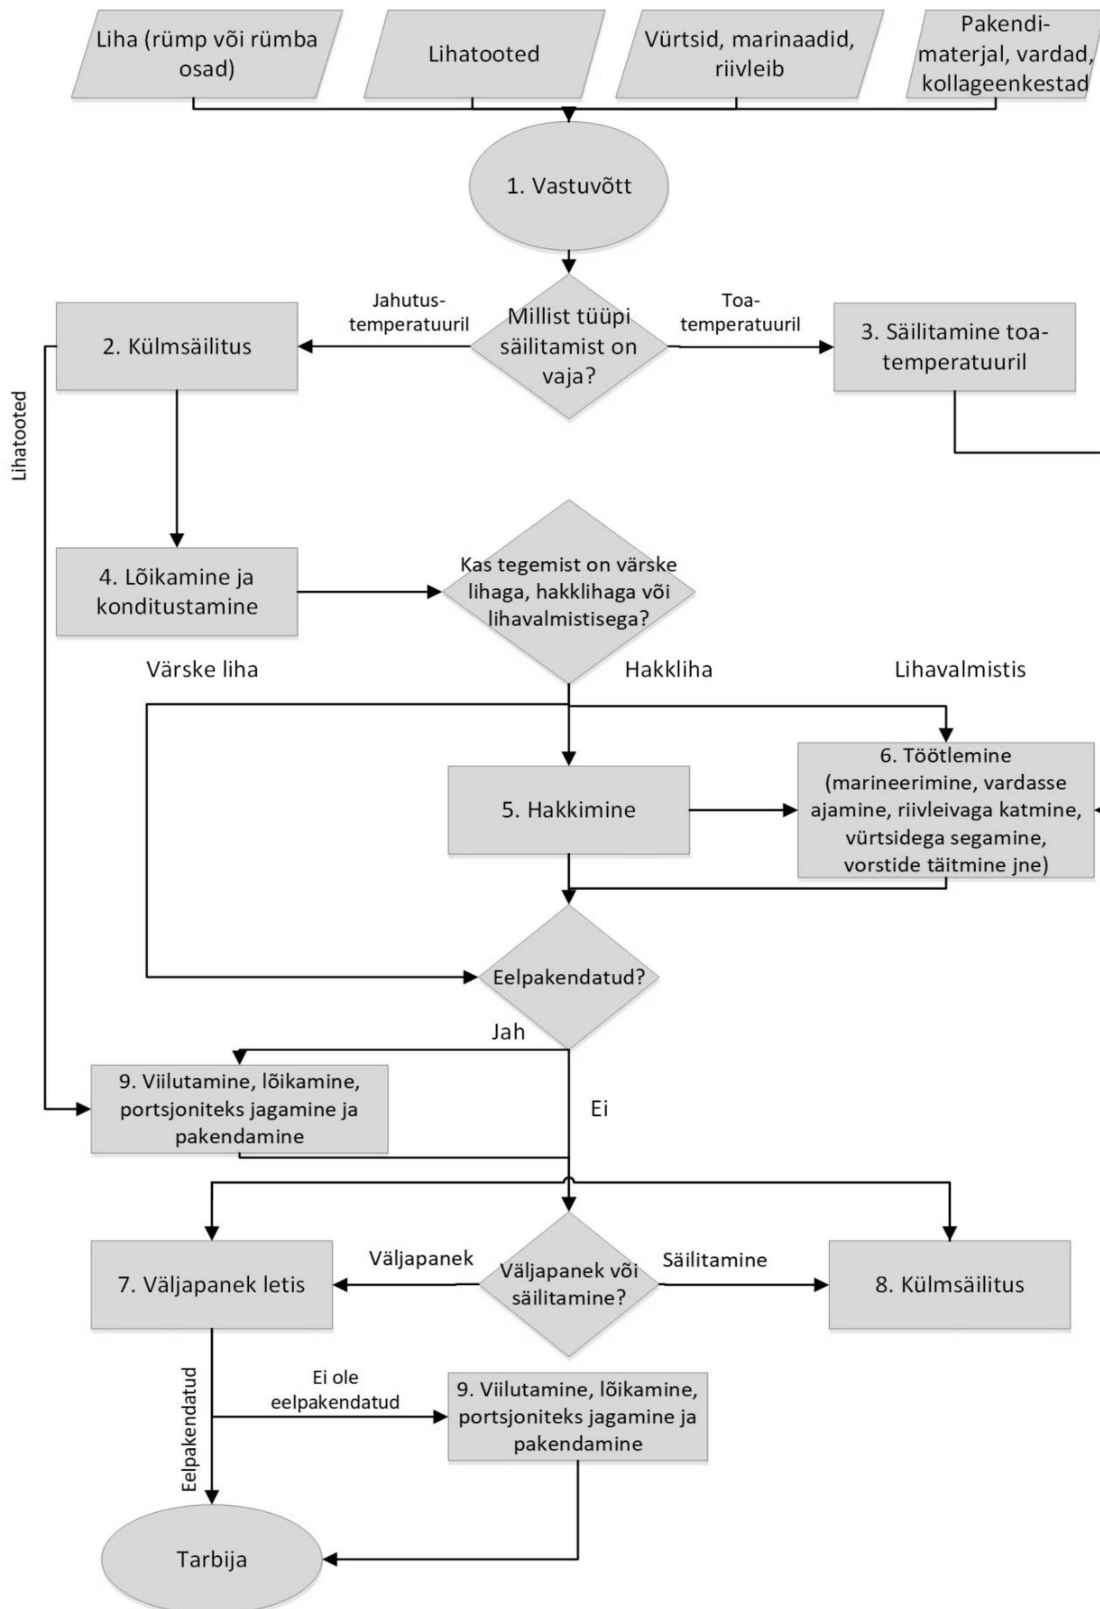 Liha (rümp või rümba
osad)
Lihatooted
Vürtsid, marinaadid,
riivleib
Pakendi-
materjal, vardad,
kollageenkestad
1. Vastuvõtt
Jahutus-
temperatuuril
Millist tüüpi
säilitamist on
vaja?
Toa-
temperatuuril
2. Külmsäilitus
3. Säilitamine toa-
temperatuuril
Lihatooted
4. Lõikamine ja
konditustamine
Kas tegemist on värske
lihaga, hakklihaga või
lihavalmistisega?
Värske liha
Hakkliha
Lihavalmistis
5. Hakkimine
6. Töötlemine
(marineerimine, vardasse
ajamine, riivleivaga katmine,
vürtsidega segamine,
vorstide täitmine jne)
Eelpakendatud?
Jah
Ei
9. Viilutamine, lõikamine,
portsjoniteks jagamine ja
pakendamine
7. Väljapanek letis
Väljapanek
Väljapanek või
säilitamine?
Säilitamine
8. Külmsäilitus
Eelpakendatud
Ei ole
eelpakendatud
9. Viilutamine, lõikamine,
portsjoniteks jagamine ja
pakendamine
Tarbija